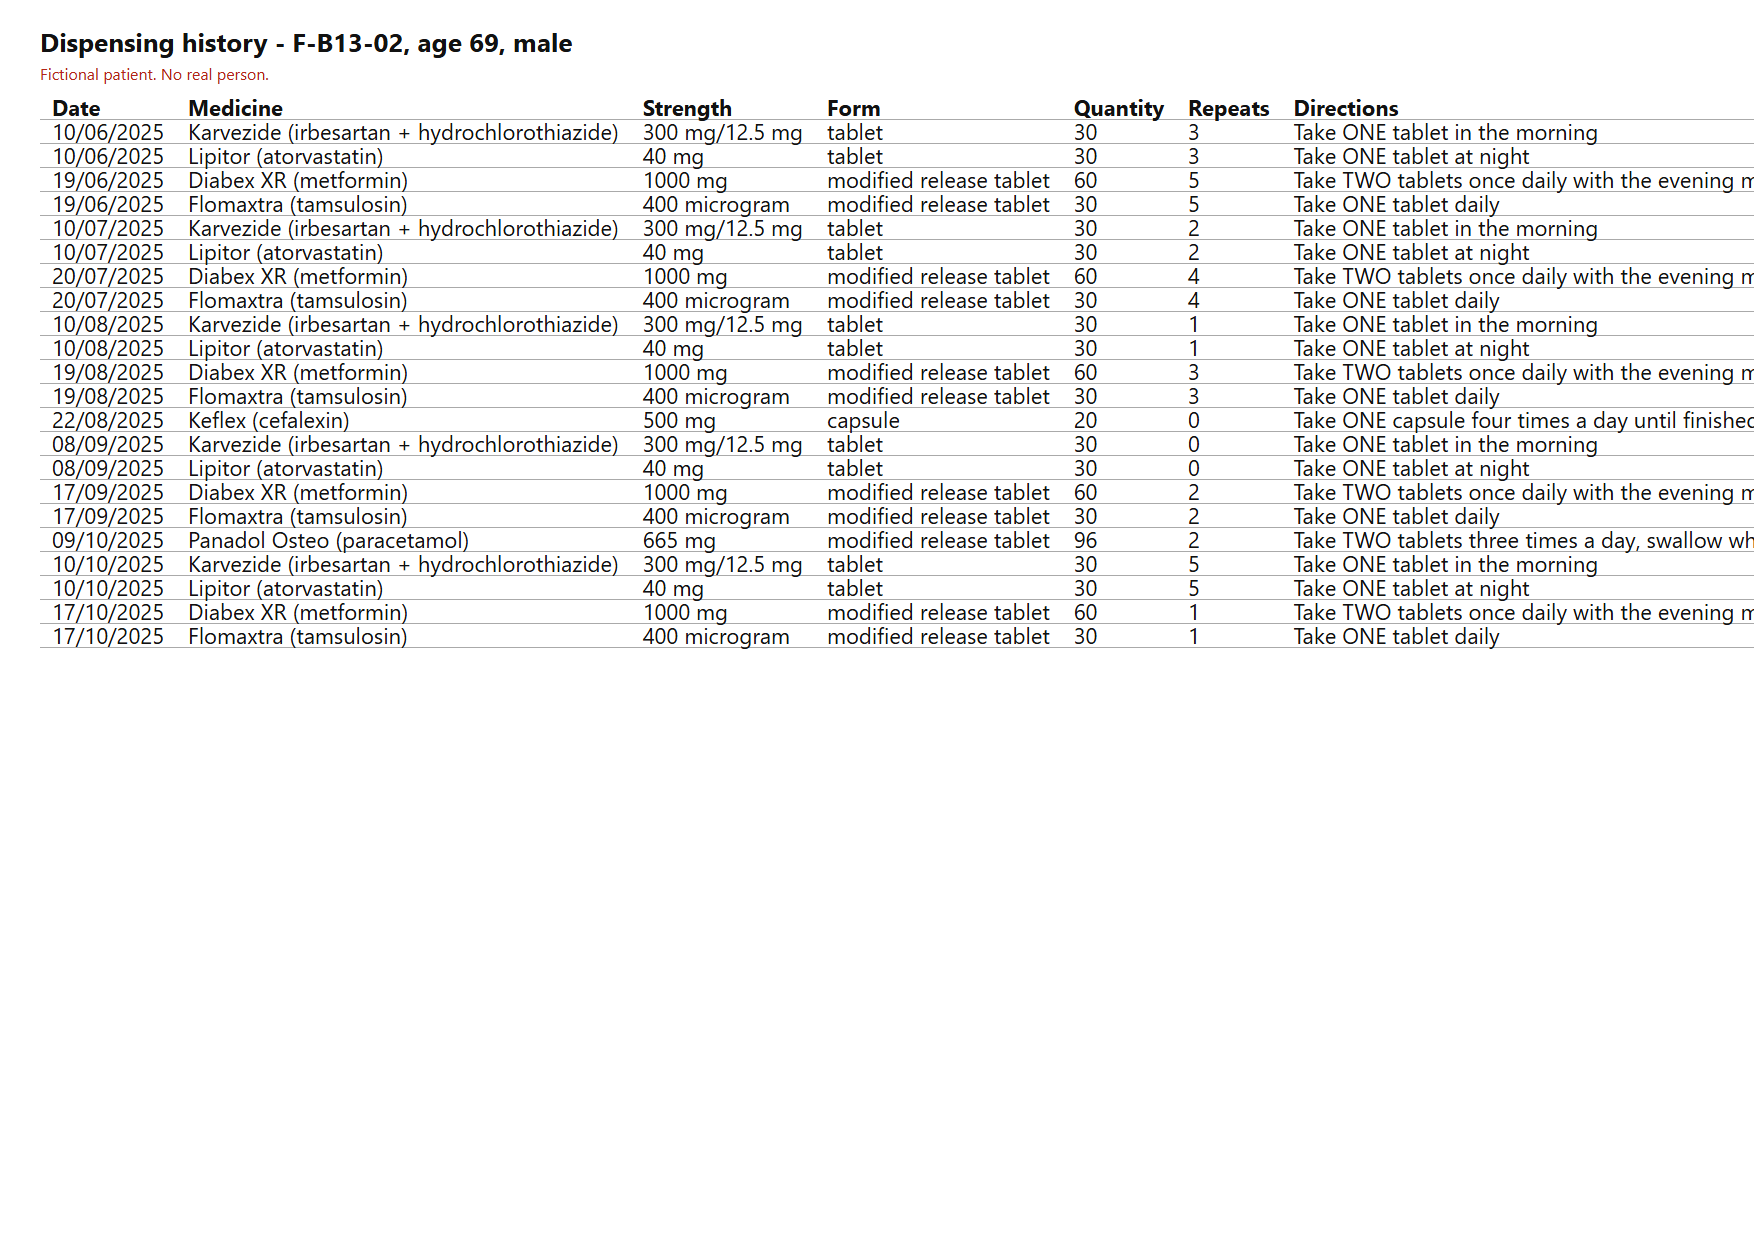 Dispensing history - F-B13-02, age 69, male
Fictional patient. No real person.
Date Medicine Strength Form Quantity Repeats Directions
10/06/2025 Karvezide (irbesartan + hydrochlorothiazide) 300 mg/12.5 mg tablet 30 3 Take ONE tablet in the morning
10/06/2025 Lipitor (atorvastatin) 40 mg tablet 30 3 Take ONE tablet at night
19/06/2025 Diabex XR (metformin) 1000 mg modified release tablet 60 5 Take TWO tablets once daily with the evening
19/06/2025 Flomaxtra (tamsulosin) 400 microgram modified release tablet 30 5 Take ONE tablet daily
10/07/2025 Karvezide (irbesartan + hydrochlorothiazide) 300 mg/12.5 mg tablet 30 2 Take ONE tablet in the morning
10/07/2025 Lipitor (atorvastatin) 40 mg tablet 30 2 Take ONE tablet at night
20/07/2025 Diabex XR (metformin) 1000 mg modified release tablet 60 4 Take TWO tablets once daily with the evening
20/07/2025 Flomaxtra (tamsulosin) 400 microgram modified release tablet 30 4 Take ONE tablet daily
10/08/2025 Karvezide (irbesartan + hydrochlorothiazide) 300 mg/12.5 mg tablet 30 1 Take ONE tablet in the morning
10/08/2025 Lipitor (atorvastatin) 40 mg tablet 30 1 Take ONE tablet at night
19/08/2025 Diabex XR (metformin) 1000 mg modified release tablet 60 3 Take TWO tablets once daily with the evening
19/08/2025 Flomaxtra (tamsulosin) 400 microgram modified release tablet 30 3 Take ONE tablet daily
22/08/2025 Keflex (cefalexin) 500 mg capsule 20 0 Take ONE capsule four times a day until finished
08/09/2025 Karvezide (irbesartan + hydrochlorothiazide) 300 mg/12.5 mg tablet 30 0 Take ONE tablet in the morning
08/09/2025 Lipitor (atorvastatin) 40 mg tablet 30 0 Take ONE tablet at night
17/09/2025 Diabex XR (metformin) 1000 mg modified release tablet 60 2 Take TWO tablets once daily with the evening
17/09/2025 Flomaxtra (tamsulosin) 400 microgram modified release tablet 30 2 Take ONE tablet daily
09/10/2025 Panadol Osteo (paracetamol) 665 mg 96 2 Take TWO tablets three times a day, swallow
10/10/2025 Karvezide (irbesartan + hydrochlorothiazide) 300 mg/12.5 mg tablet 30 5 Take ONE tablet in the morning
10/10/2025 Lipitor (atorvastatin) 40 mg tablet 30 5 Take ONE tablet at night
17/10/2025 Diabex XR (metformin) 1000 mg modified release tablet 60 1 Take TWO tablets once daily with the evening
17/10/2025 Flomaxtra (tamsulosin) 400 microgram modified release tablet 30 1 Take ONE tablet daily